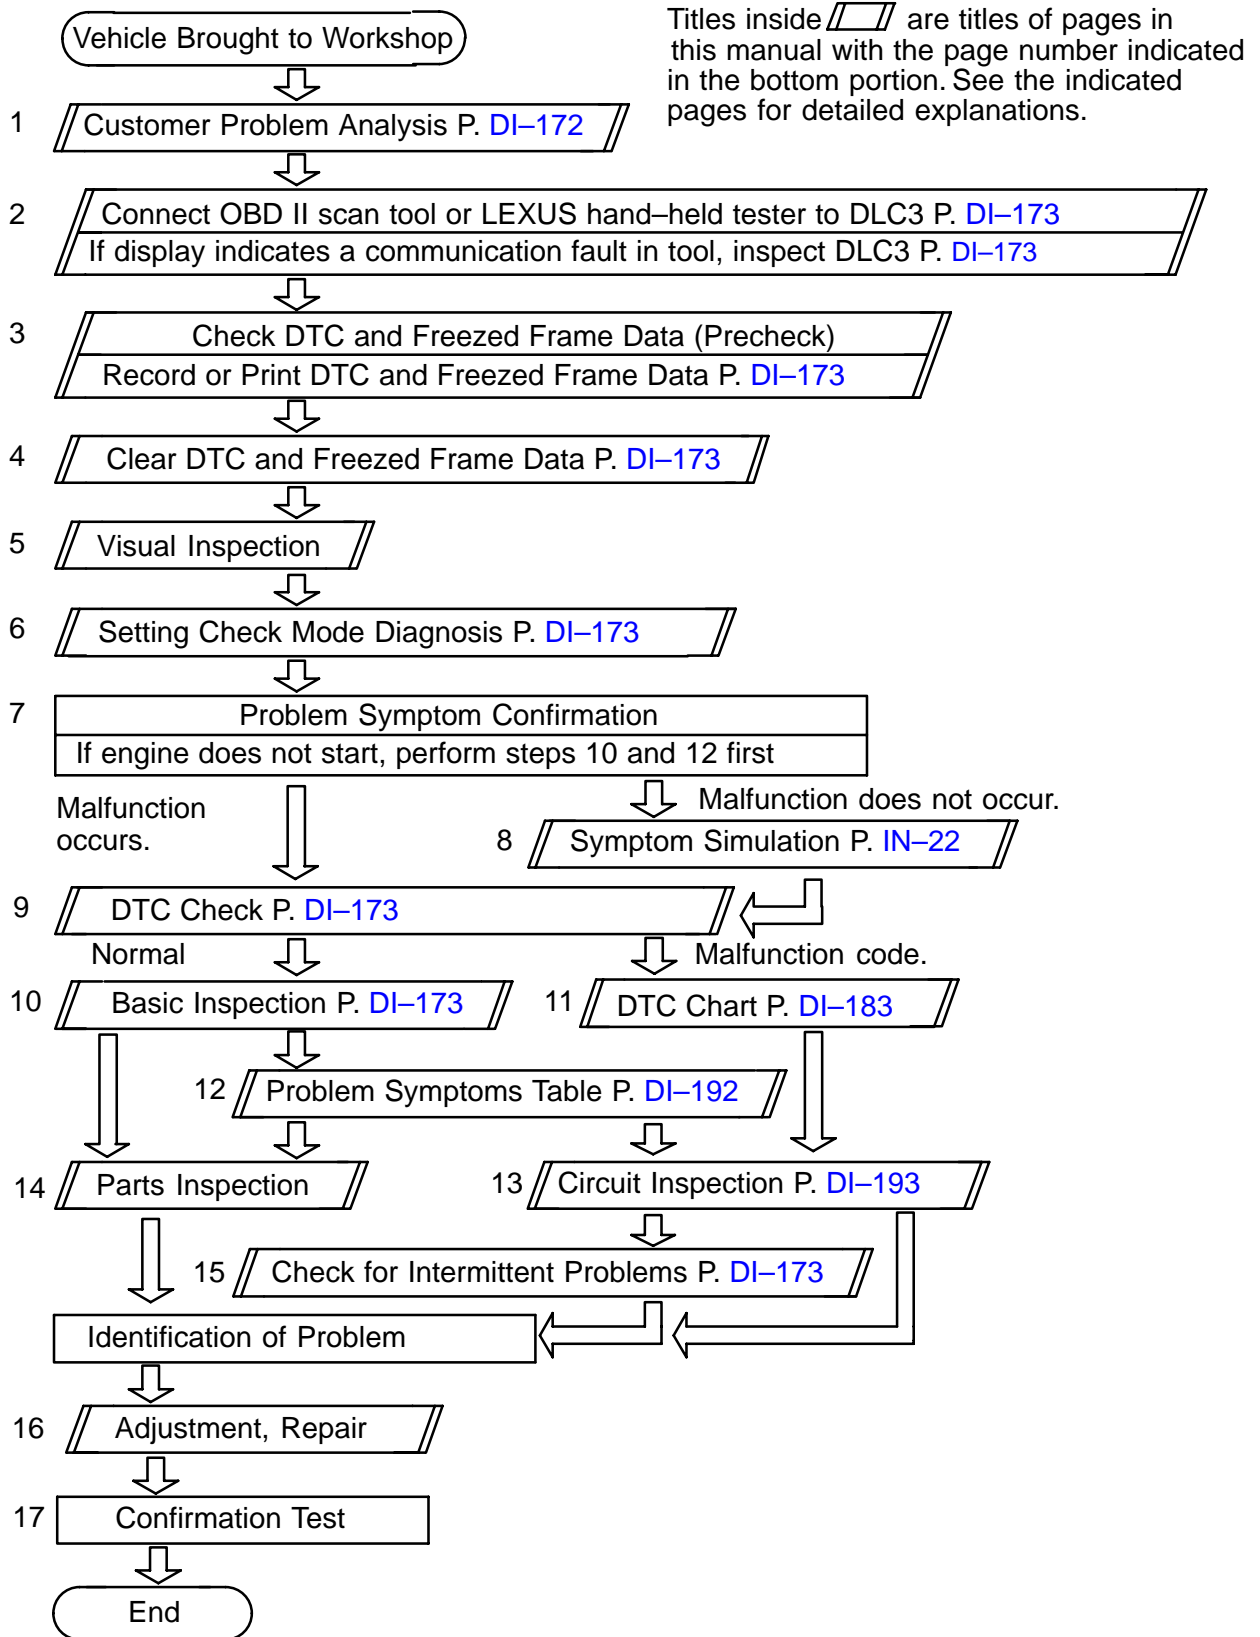 Vehicle Brought to Workshop
Titles inside are titles of pages in
this manual with the page number indicated
in the bottom portion. See the indicated
pages for detailed explanations.
1 Customer Problem Analysis P. DI–172
2 Connect OBD II scan tool or LEXUS hand–held tester to DLC3 P. DI–173
If display indicates a communication fault in tool, inspect DLC3 P. DI–173
3 Check DTC and Freezed Frame Data (Precheck)
Record or Print DTC and Freezed Frame Data P. DI–173
4 Clear DTC and Freezed Frame Data P. DI–173
5 Visual Inspection
6 Setting Check Mode Diagnosis P. DI–173
7 Problem Symptom Confirmation
If engine does not start, perform steps 10 and 12 first
Malfunction
occurs.
Malfunction does not occur.
8 Symptom Simulation P. IN–22
9 DTC Check P. DI–173
Normal
Malfunction code.
10 Basic Inspection P. DI–173
11 DTC Chart P. DI–183
12 Problem Symptoms Table P. DI–192
14 Parts Inspection
13 Circuit Inspection P. DI–193
15 Check for Intermittent Problems P. DI–173
Identification of Problem
16 Adjustment, Repair
17 Confirmation Test
End